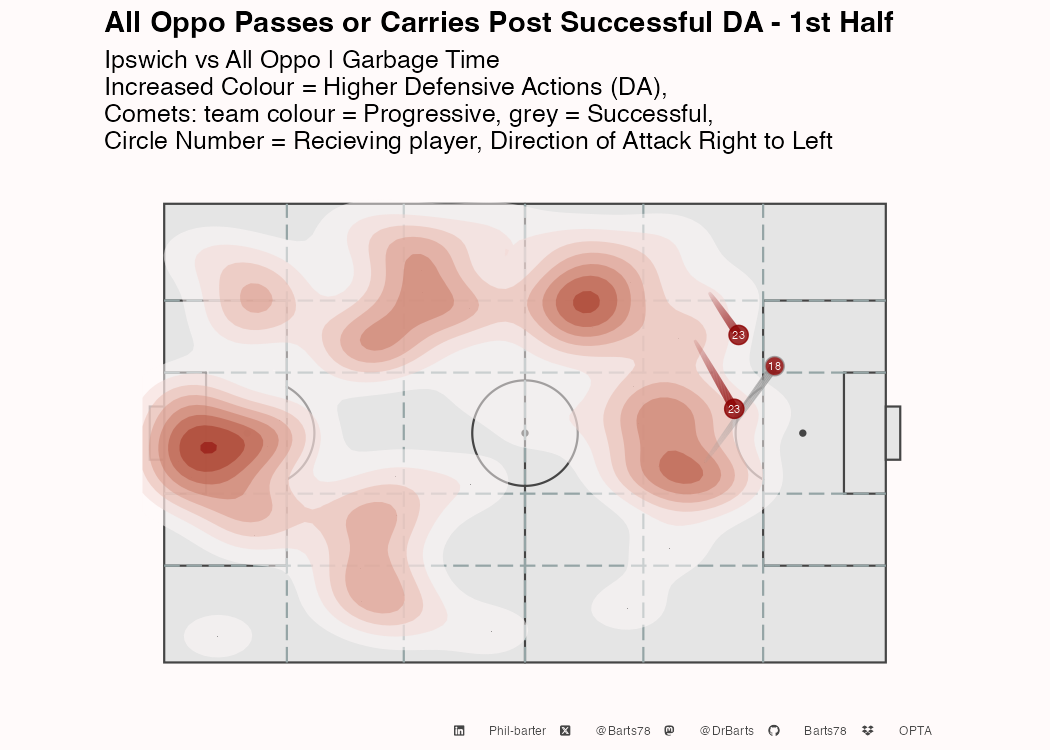 All Oppo Passes or Carries Post Successful DA - 1st Half
Ipswich vs All Oppo | Garbage Time
Increased Colour = Higher Defensive Actions (DA),
Comets: team colour = Progressive, grey = Successful,
Circle Number = Recieving player, Direction of Attack Right to Left
23
18
23
Phil-barter @Barts78 @DrBarts Barts78 OPTA